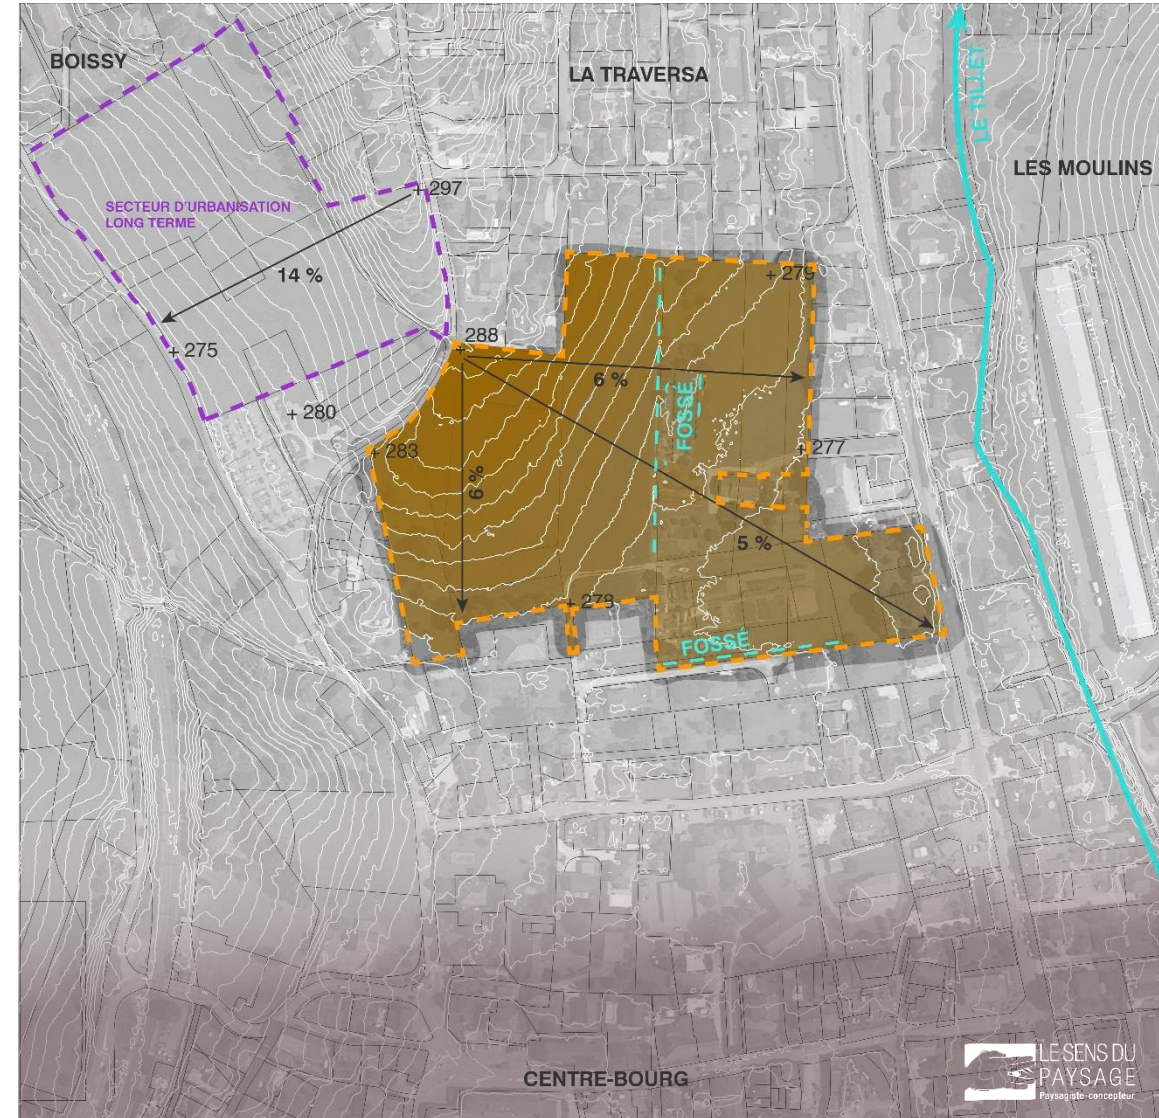 BOISSY
LA TRAVERSA
LE TILLET
LES MOULINS
+ 297
SECTEUR D'URBANISATION
LONG TERME
14 %
+ 279
288
+ 275
6 %
FOSSÉ
+ 280
+ 283
+ 277
6 %
5 %
+ 278
FOSSÉ
CENTRE-BOURG
LE SENS DU
PAYSAGE
Paysagiste-concepteur